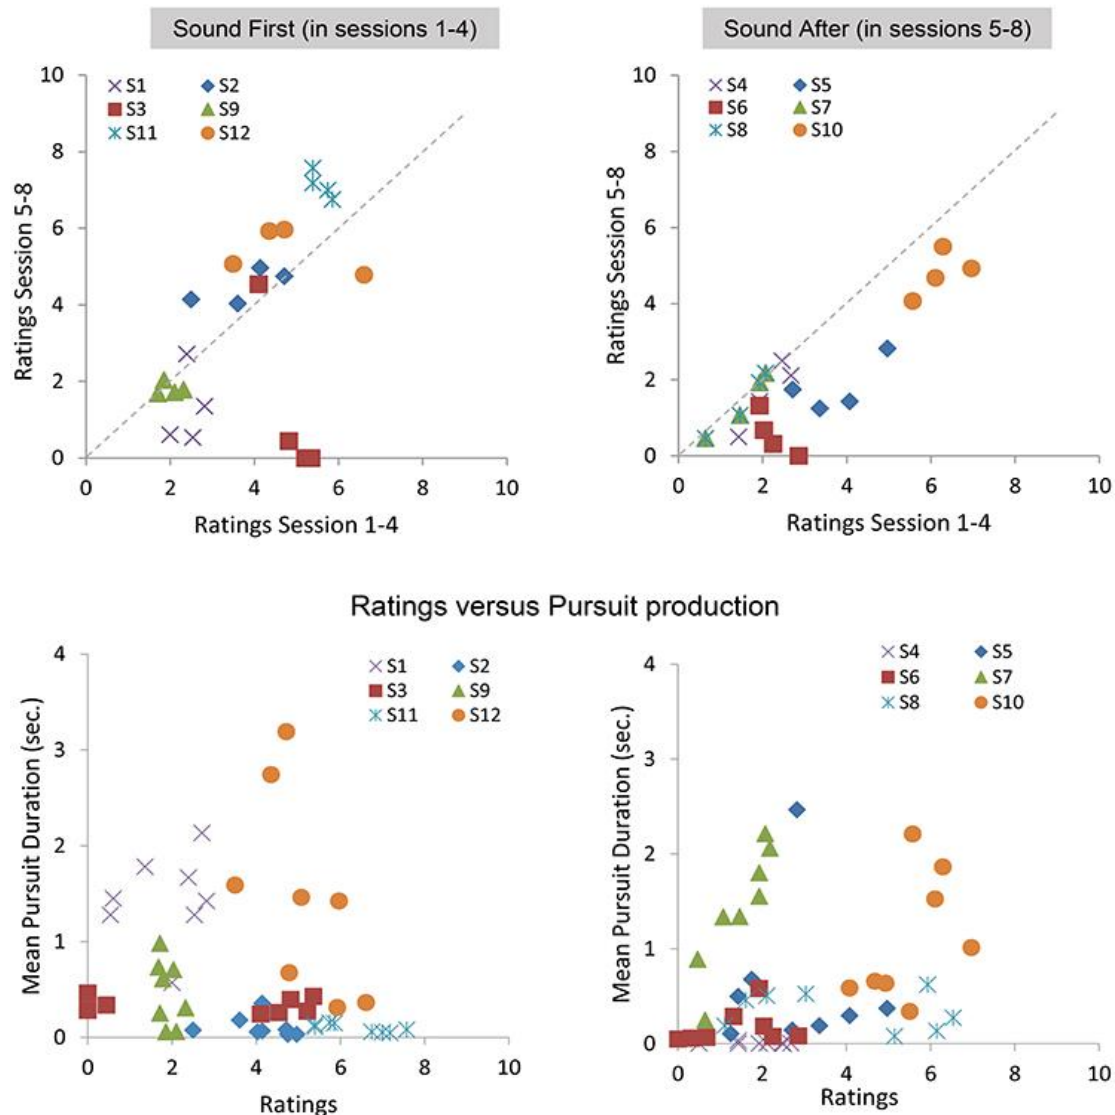 Sound First (in sessions 1-4)
Sound After (in sessions 5-8)
10
8
6
4
2
0
Ratings Session 5-8
S1 S2
S3 S9
S11 S12
0 2 4 6 8 10
Ratings Session 1-4
10
8
6
4
2
0
Ratings Session 5-8
S4 S5
S6 S7
S8 S10
0 2 4 6 8 10
Ratings Session 1-4
Ratings versus Pursuit production
4
3
2
1
0
Mean Pursuit Duration (sec.)
S1 S2
S3 S9
S11 S12
0 2 4 6 8 10
Ratings
4
3
2
1
0
Mean Pursuit Duration (sec.)
S4 S5
S6 S7
S8 S10
0 2 4 6 8 10
Ratings